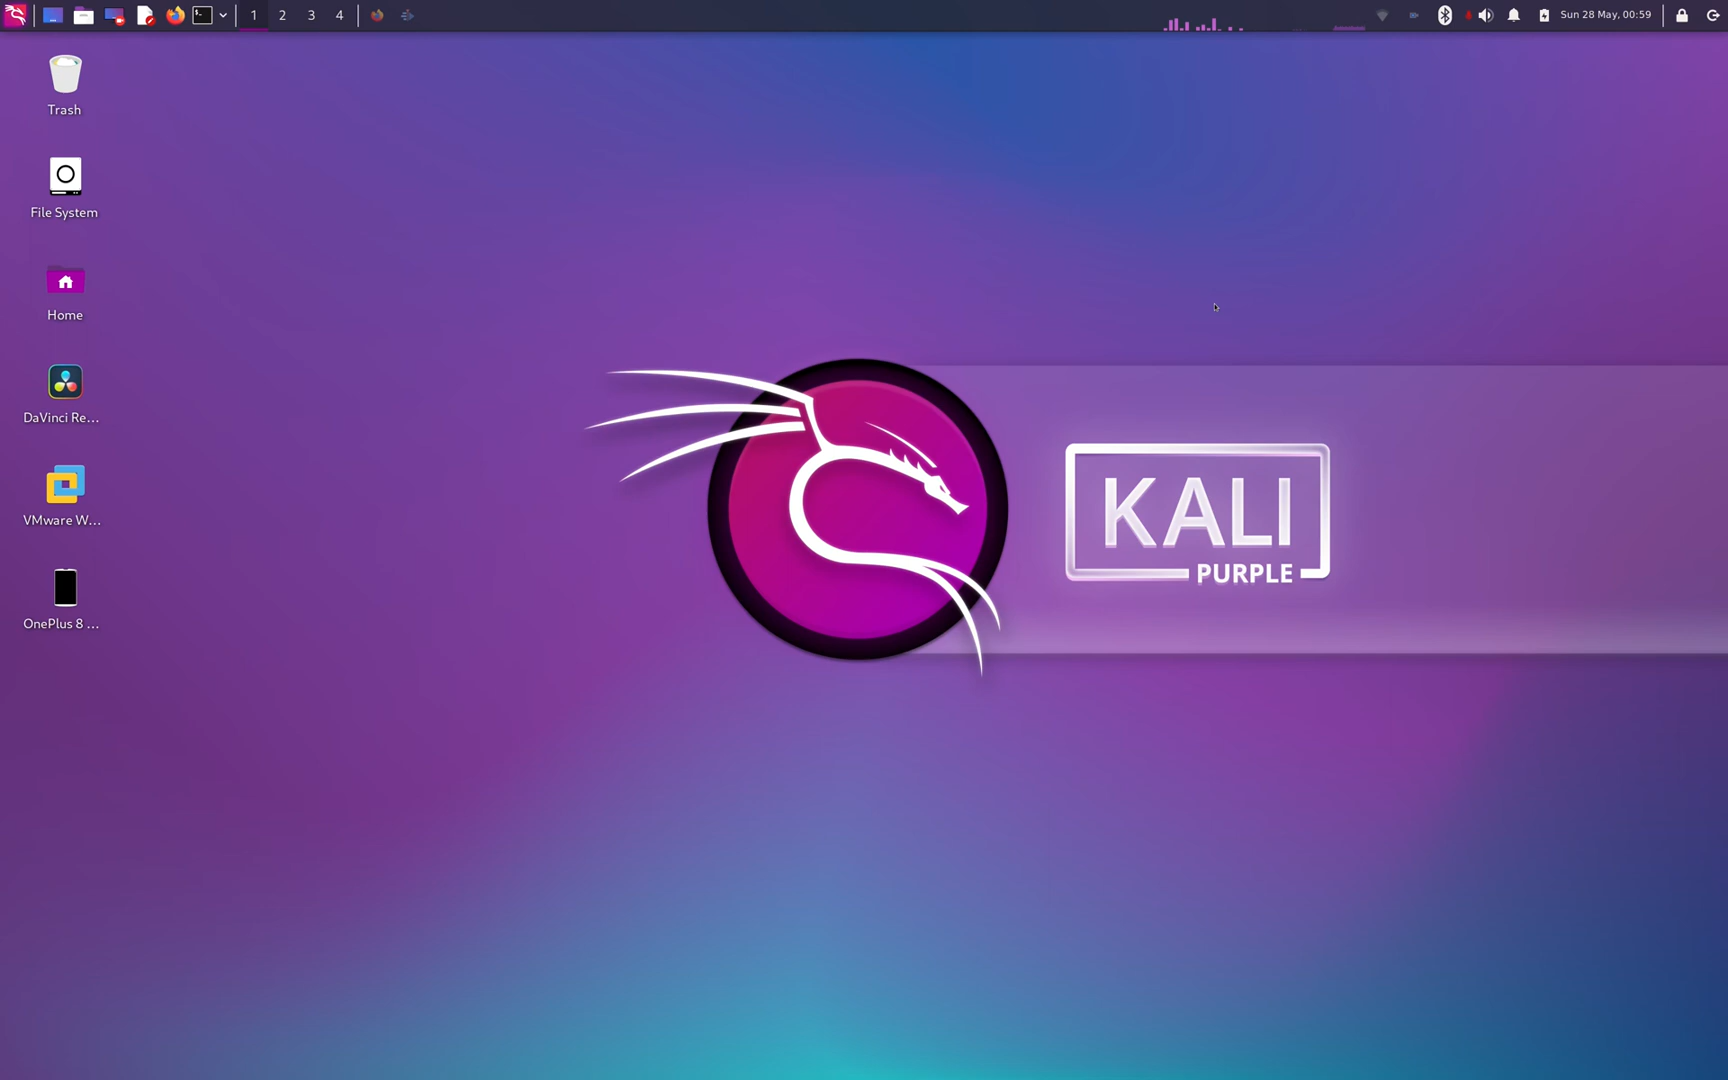 1 2 3 4
Sun 28 May, 00:59
Trash
File System
Home
DaVinci Re...
VMware W...
OnePlus 8 ...
KALI
PURPLE